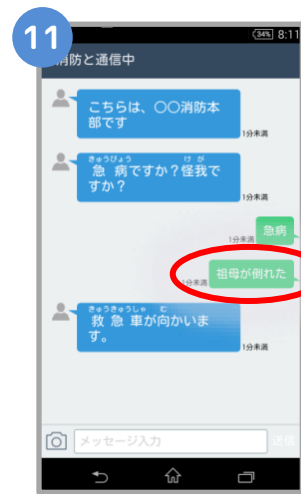 11
34% 8:11
消防と通信中
こちらは、〇〇消防本
部です
1分未満
きゅうびょう けが
急病ですか？怪我で
すか？
1分未満
急病
1分未満
祖母が倒れた
1分未満
きゅうきゅうしゃ む
救急車が向かいま
す。
1分未満
メッセージ入力 送信